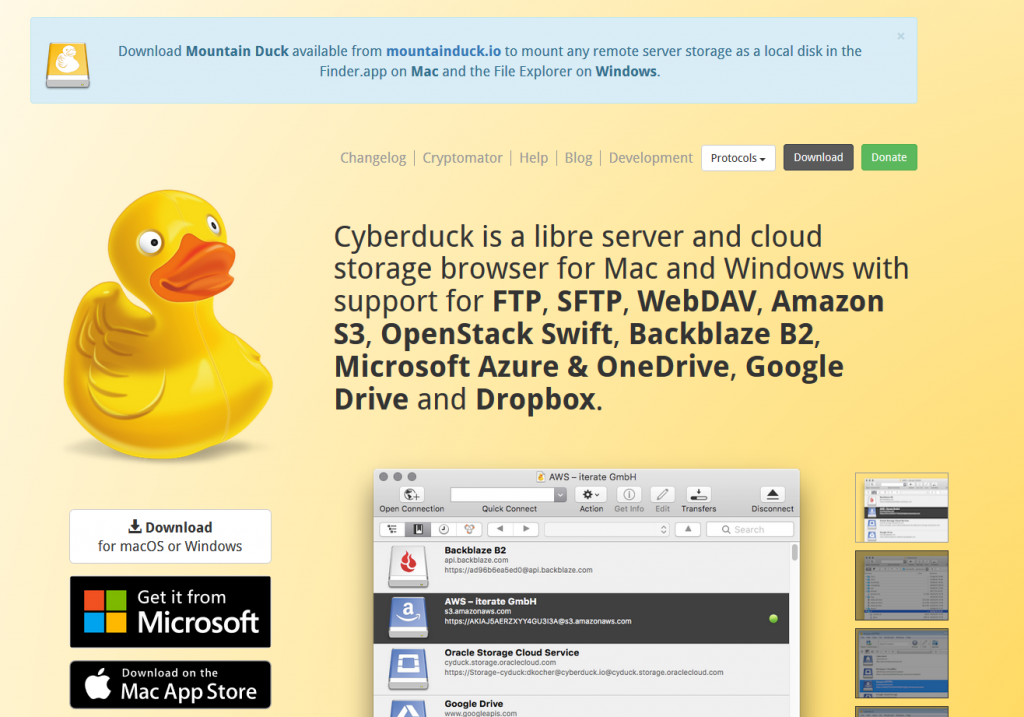 Download Mountain Duck available from mountainduck.io to mount any remote server storage as a local disk in the
Finder.app on Mac and the File Explorer on Windows.
×
Changelog | Cryptomator | Help | Blog | Development
Protocols
Download
Donate
Cyberduck is a libre server and cloud
storage browser for Mac and Windows with
support for FTP, SFTP, WebDAV, Amazon
S3, OpenStack Swift, Backblaze B2,
Microsoft Azure & OneDrive, Google
Drive and Dropbox.
Download
for macOS or Windows
Get it from
Microsoft
Download on the
Mac App Store
AWS – iterate GmbH
Open Connection
Quick Connect
Action
Get Info
Edit
Transfers
Disconnect
Search
Backblaze B2
api.backblaze.com
https://ad96b6ea5ed0@api.backblaze.com
AWS – iterate GmbH
s3.amazonaws.com
https://AKIAJ5AERZXYY4GU3I3A@s3.amazonaws.com
Oracle Storage Cloud Service
cyduck.storage.oraclecloud.com
https://Storage-cyduck:dkocher@cyberduck.io@cyduck.storage.oraclecloud.com
Google Drive
www.googleapis.com